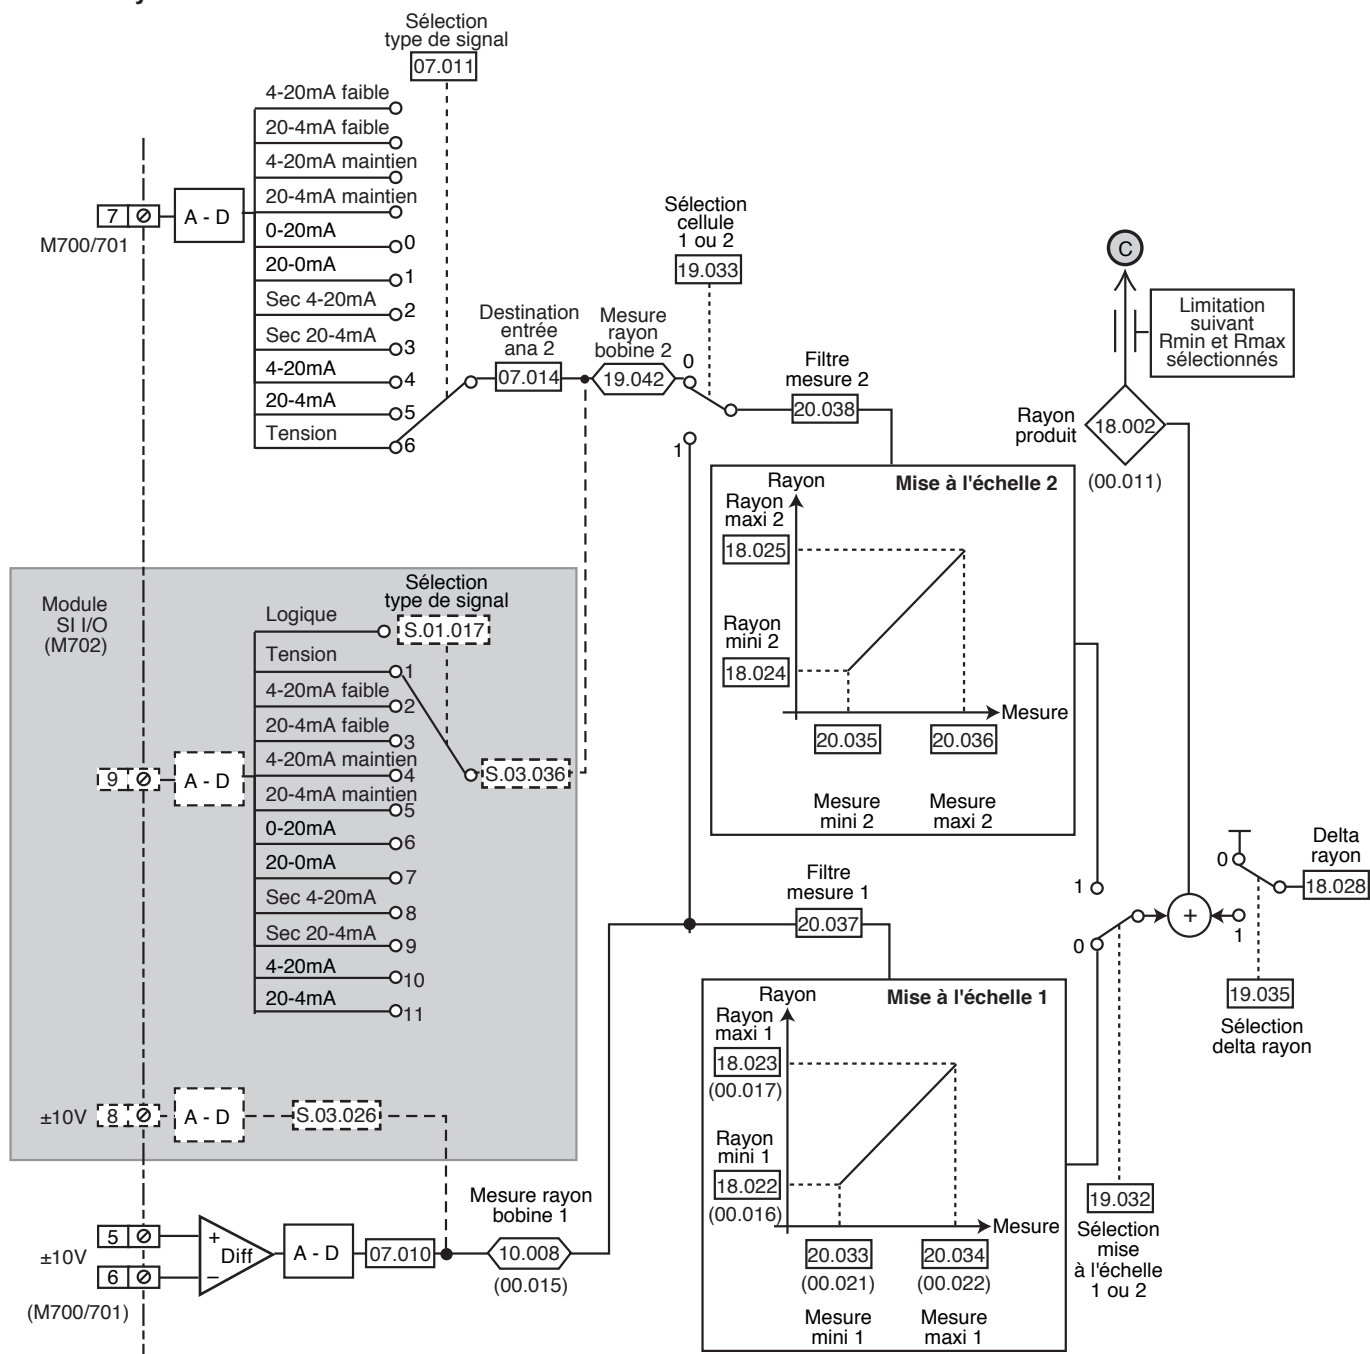 Sélection
type de signal
07.011
4-20mA faible
20-4mA faible
4-20mA maintien
20-4mA maintien
0-20mA
0
20-0mA
1
Sec 4-20mA
2
Sec 20-4mA
3
4-20mA
4
20-4mA
5
Tension
6
7
A - D
M700/701
Destination
entrée
ana 2
07.014
Mesure
rayon
bobine 2
19.042
Sélection
cellule
1 ou 2
19.033
0
1
Filtre
mesure 2
20.038
C
Limitation
suivant
Rmin et Rmax
sélectionnés
Rayon
produit
18.002
(00.011)
Mise à l'échelle 2
Rayon
Rayon
maxi 2
18.025
Rayon
mini 2
18.024
Mesure
20.035
20.036
Mesure
mini 2
Mesure
maxi 2
Module
SI I/O
(M702)
Sélection
type de signal
S.01.017
Logique
Tension
1
4-20mA faible
2
20-4mA faible
3
4-20mA maintien
4
20-4mA maintien
5
0-20mA
6
20-0mA
7
Sec 4-20mA
8
Sec 20-4mA
9
4-20mA
10
20-4mA
11
9
A - D
S.03.036
±10V
8
A - D
S.03.026
Filtre
mesure 1
20.037
1
0
+
0
1
Delta
rayon
18.028
19.035
Sélection
delta rayon
Mise à l'échelle 1
Rayon
Rayon
maxi 1
18.023
(00.017)
Rayon
mini 1
18.022
(00.016)
Mesure
20.033
(00.021)
20.034
(00.022)
Mesure
mini 1
Mesure
maxi 1
19.032
Sélection
mise
à l'échelle
1 ou 2
5
±10V
6
(M700/701)
+
Diff
–
A - D
07.010
Mesure rayon
bobine 1
10.008
(00.015)